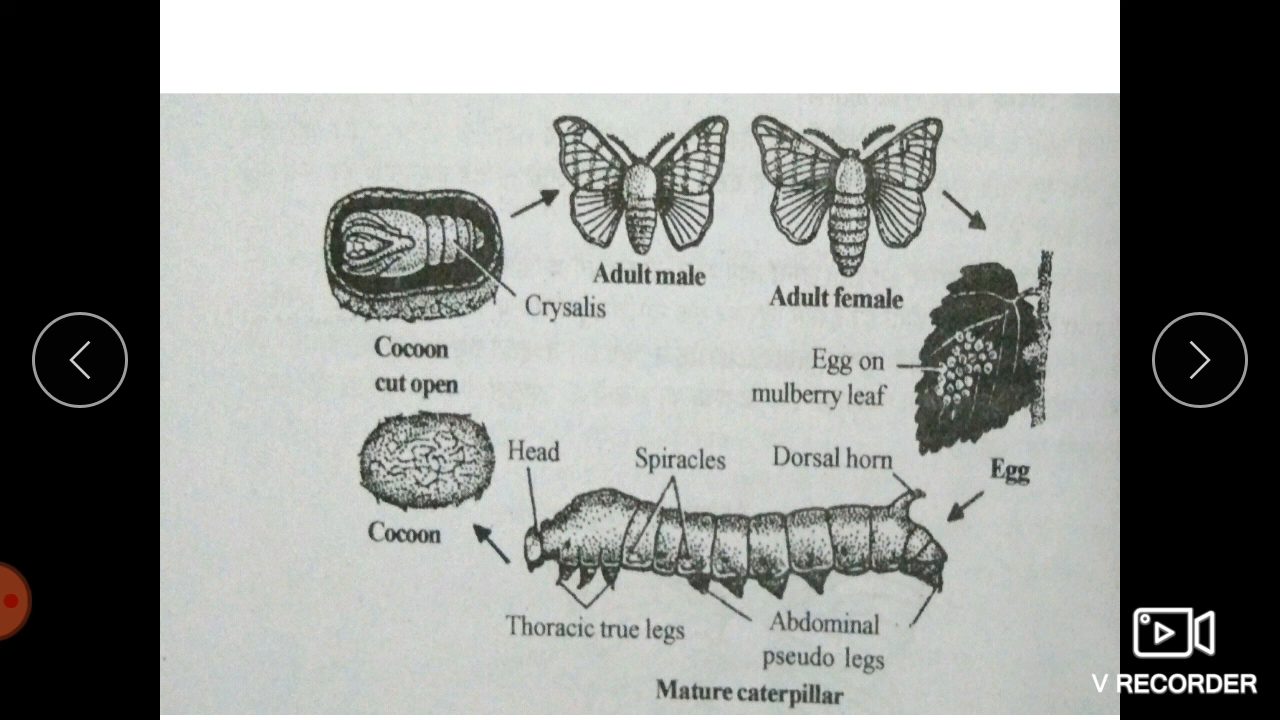 Adult male
Adult female
Crysalis
Cocoon
cut open
Egg on
mulberry leaf
Head
Spiracles
Dorsal horn
Egg
Cocoon
Thoracic true legs
Abdominal
pseudo legs
Mature caterpillar
V RECORDER